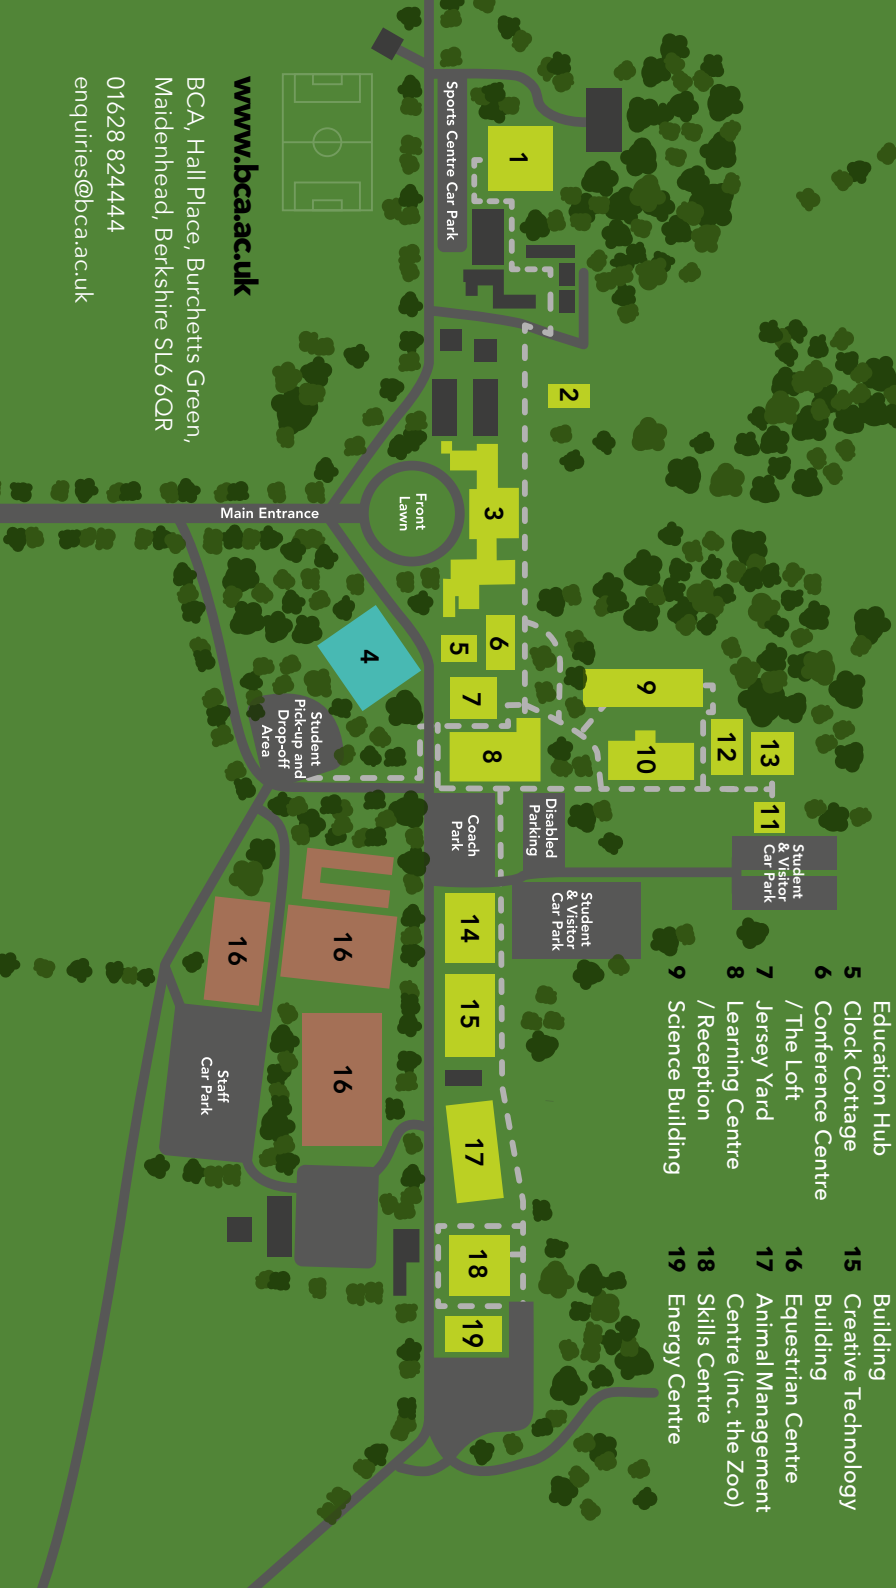 Education Hub
5 Clock Cottage
6 Conference Centre
/ The Loft
7 Jersey Yard
8 Learning Centre
/ Reception
9 Science Building
Building
15 Creative Technology
Building
16 Equestrian Centre
17 Animal Management
Centre (inc. the Zoo)
18 Skills Centre
19 Energy Centre
1
2
3
4
5
6
7
8
9
10
11
12
13
14
15
16
16
16
17
18
19
Sports Centre Car Park
Front
Lawn
Main Entrance
Student
Pick-up and
Drop-off
Area
Coach
Park
Disabled
Parking
Student
& Visitor
Car Park
Student
& Visitor
Car Park
Staff
Car Park
www.bca.ac.uk
BCA, Hall Place, Burchetts Green,
Maidenhead, Berkshire SL6 6QR
01628 824444
enquiries@bca.ac.uk